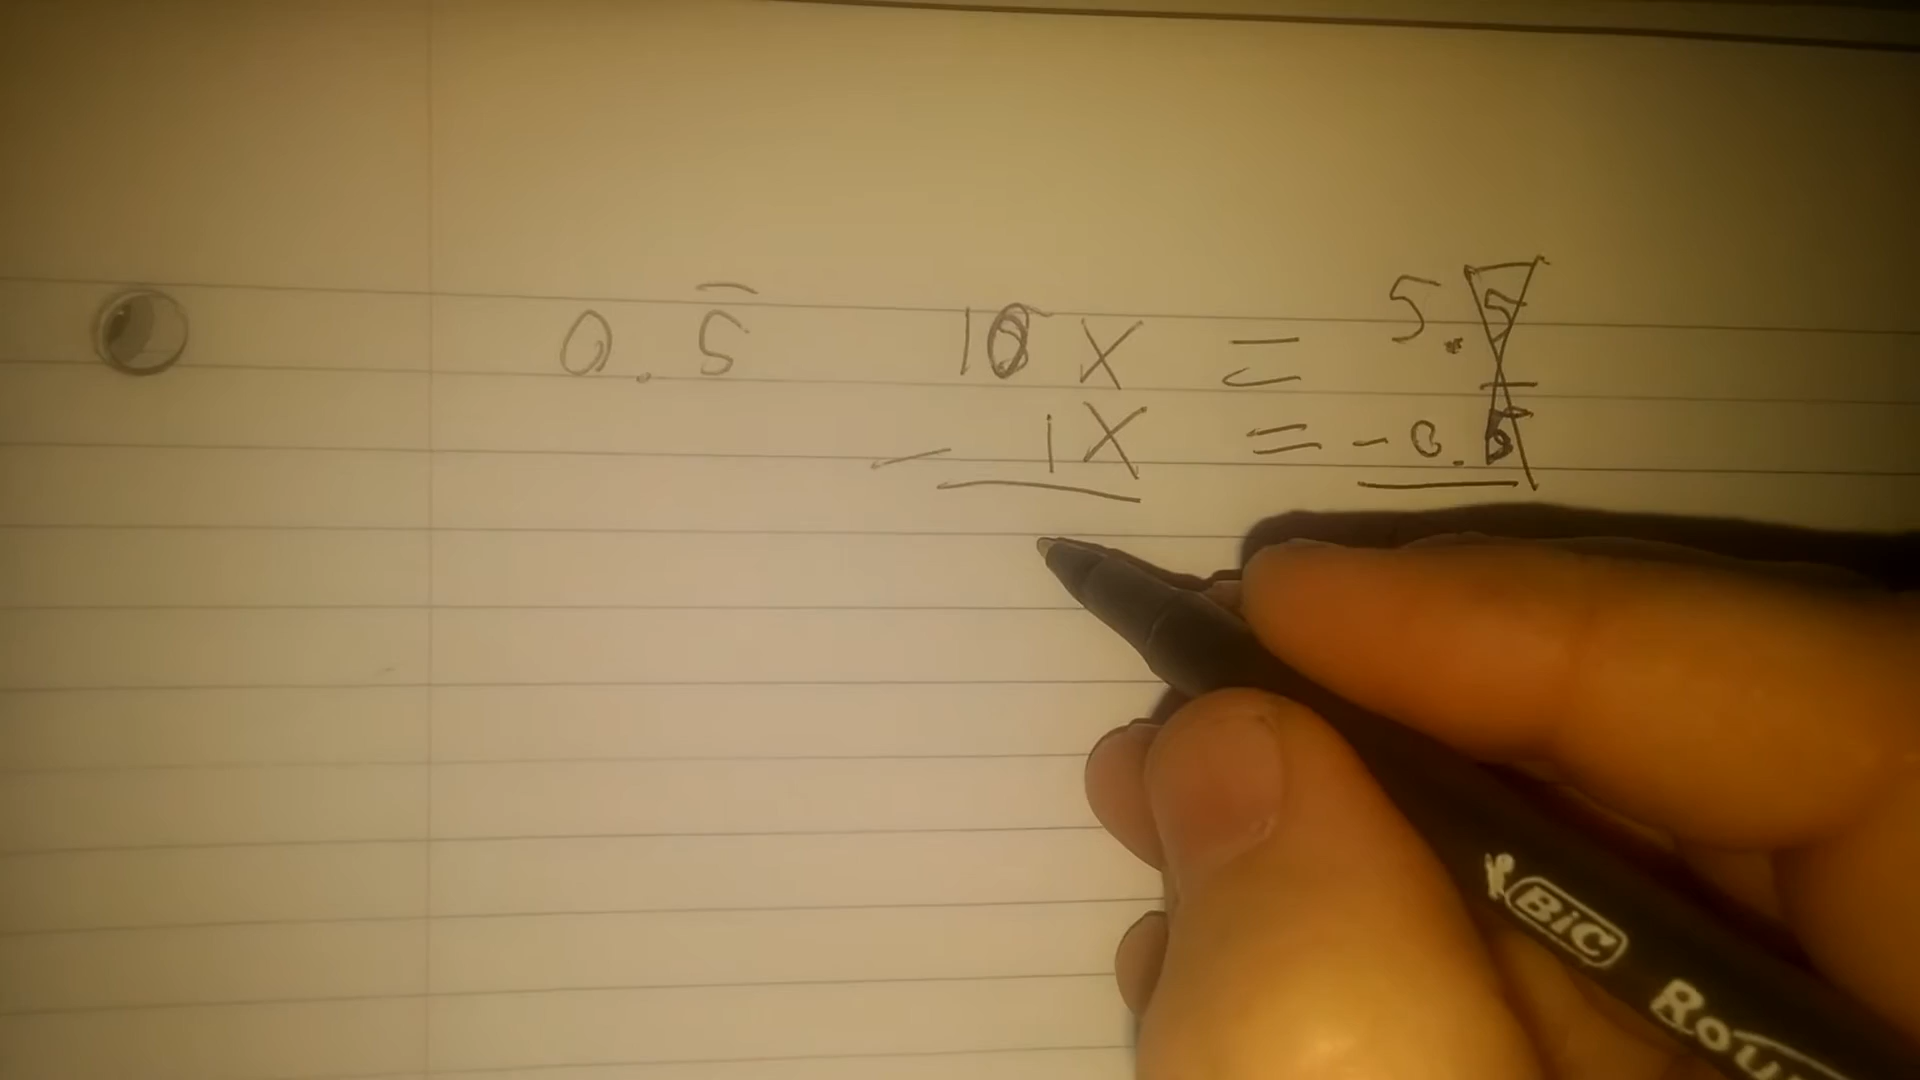 0.5̅ 10x = 5.5̅
- 1x = -0.5̅
BiC
Rou